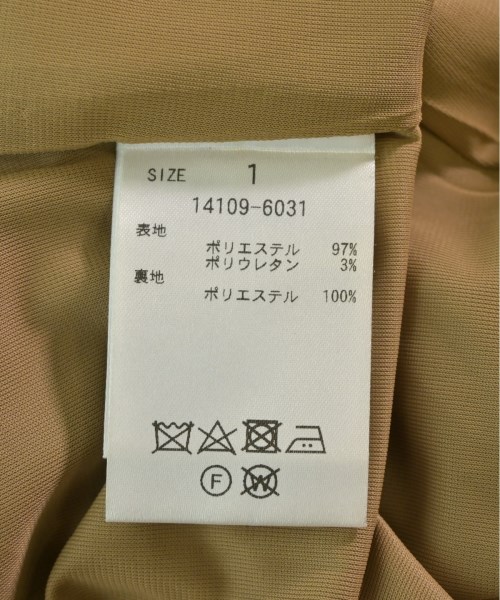 SIZE 1
14109-6031
表地
ポリエステル 97%
ポリウレタン 3%
裏地
ポリエステル 100%
F W